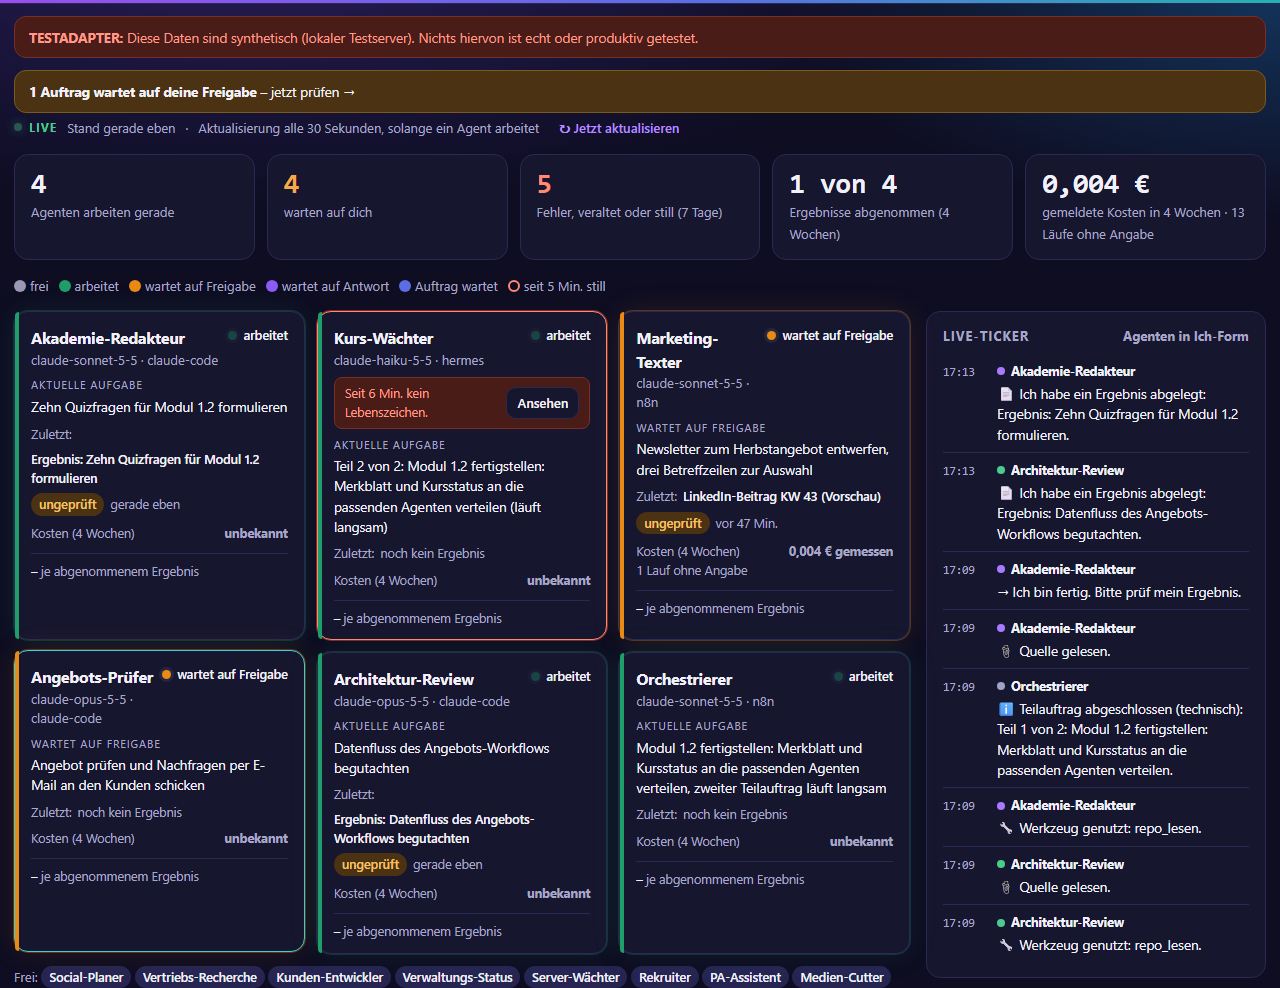 TESTADAPTER: Diese Daten sind synthetisch (lokaler Testserver). Nichts hiervon ist echt oder produktiv getestet.
1 Auftrag wartet auf deine Freigabe – jetzt prüfen →
LIVE Stand gerade eben · Aktualisierung alle 30 Sekunden, solange ein Agent arbeitet ↻ Jetzt aktualisieren
4
Agenten arbeiten gerade
4
warten auf dich
5
Fehler, veraltet oder still (7 Tage)
1 von 4
Ergebnisse abgenommen (4
Wochen)
0,004 €
gemeldete Kosten in 4 Wochen · 13
Läufe ohne Angabe
frei arbeitet wartet auf Freigabe wartet auf Antwort Auftrag wartet seit 5 Min. still
Akademie-Redakteur arbeitet
claude-sonnet-5-5 · claude-code
AKTUELLE AUFGABE
Zehn Quizfragen für Modul 1.2 formulieren
Zuletzt:
Ergebnis: Zehn Quizfragen für Modul 1.2
formulieren
ungeprüft gerade eben
Kosten (4 Wochen) unbekannt
– je abgenommenem Ergebnis
Kurs-Wächter arbeitet
claude-haiku-5-5 · hermes
Seit 6 Min. kein
Lebenszeichen.
Ansehen
AKTUELLE AUFGABE
Teil 2 von 2: Modul 1.2 fertigstellen:
Merkblatt und Kursstatus an die
passenden Agenten verteilen (läuft
langsam)
Zuletzt: noch kein Ergebnis
Kosten (4 Wochen) unbekannt
– je abgenommenem Ergebnis
Marketing-
Texter
wartet auf Freigabe
claude-sonnet-5-5 ·
n8n
WARTET AUF FREIGABE
Newsletter zum Herbstangebot entwerfen,
drei Betreffzeilen zur Auswahl
Zuletzt: LinkedIn-Beitrag KW 43 (Vorschau)
ungeprüft vor 47 Min.
Kosten (4 Wochen) 0,004 € gemessen
1 Lauf ohne Angabe
– je abgenommenem Ergebnis
Angebots-Prüfer wartet auf Freigabe
claude-opus-5-5 ·
claude-code
WARTET AUF FREIGABE
Angebot prüfen und Nachfragen per E-
Mail an den Kunden schicken
Zuletzt: noch kein Ergebnis
Kosten (4 Wochen) unbekannt
– je abgenommenem Ergebnis
Architektur-Review arbeitet
claude-opus-5-5 · claude-code
AKTUELLE AUFGABE
Datenfluss des Angebots-Workflows
begutachten
Zuletzt:
Ergebnis: Datenfluss des Angebots-
Workflows begutachten
ungeprüft gerade eben
Kosten (4 Wochen) unbekannt
– je abgenommenem Ergebnis
Orchestrierer arbeitet
claude-sonnet-5-5 · n8n
AKTUELLE AUFGABE
Modul 1.2 fertigstellen: Merkblatt und
Kursstatus an die passenden Agenten
verteilen, zweiter Teilauftrag läuft langsam
Zuletzt: noch kein Ergebnis
Kosten (4 Wochen) unbekannt
– je abgenommenem Ergebnis
Frei: Social-Planer Vertriebs-Recherche Kunden-Entwickler Verwaltungs-Status Server-Wächter Rekruiter PA-Assistent Medien-Cutter
LIVE-TICKER Agenten in Ich-Form
17:13 Akademie-Redakteur
Ich habe ein Ergebnis abgelegt:
Ergebnis: Zehn Quizfragen für Modul 1.2
formulieren.
17:13 Architektur-Review
Ich habe ein Ergebnis abgelegt:
Ergebnis: Datenfluss des Angebots-
Workflows begutachten.
17:09 Akademie-Redakteur
→ Ich bin fertig. Bitte prüf mein Ergebnis.
17:09 Akademie-Redakteur
Quelle gelesen.
17:09 Orchestrierer
ℹ Teilauftrag abgeschlossen (technisch):
Teil 1 von 2: Modul 1.2 fertigstellen:
Merkblatt und Kursstatus an die
passenden Agenten verteilen.
17:09 Akademie-Redakteur
Werkzeug genutzt: repo_lesen.
17:09 Architektur-Review
Quelle gelesen.
17:09 Architektur-Review
Werkzeug genutzt: repo_lesen.